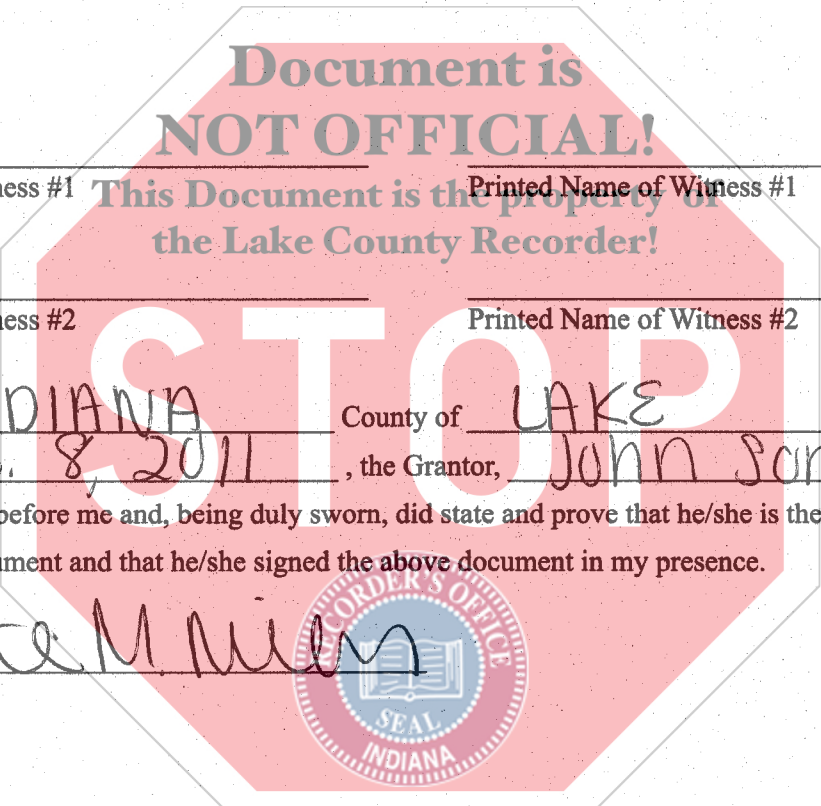 Document is
NOT OFFICIAL!
ness #1 This Document is the property of Printed Name of Witness #1
the Lake County Recorder!
ness #2 Printed Name of Witness #2
STOP
DIANA County of LAKE
. 8, 2011, the Grantor, John
before me and, being duly sworn, did state and prove that he/she is the
ument and that he/she signed the above document in my presence.
M.
RECORDER'S OFFICE
SEAL
INDIANA